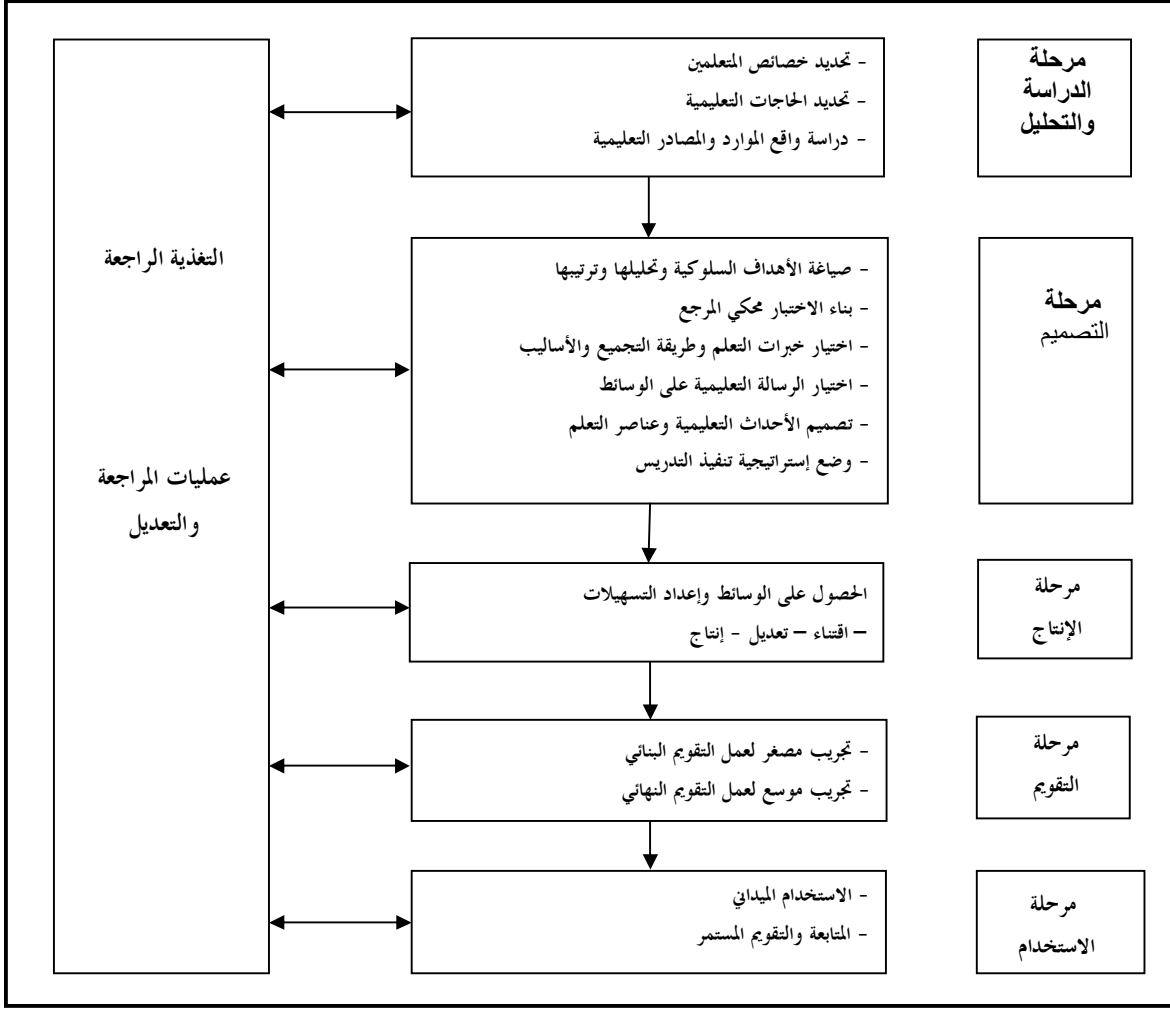 مرحلة
الدراسة
والتحليل
- تحديد خصائص المتعلمين
- تحديد الحاجات التعليمية
- دراسة واقع الموارد والمصادر التعليمية
مرحلة
التصميم
- صياغة الأهداف السلوكية وتحليلها وترتيبها
- بناء الاختبار محكي المرجع
- اختيار خبرات التعلم وطريقة التجميع والأساليب
- اختيار الرسالة التعليمية على الوسائط
- تصميم الأحداث التعليمية وعناصر التعلم
- وضع إستراتيجية تنفيذ التدريس
مرحلة
الإنتاج
الحصول على الوسائط وإعداد التسهيلات
– اقتناء – تعديل - إنتاج
مرحلة
التقويم
- تجريب مصغر لعمل التقويم البنائي
- تجريب موسع لعمل التقويم النهائي
مرحلة
الاستخدام
- الاستخدام الميداني
- المتابعة والتقويم المستمر
التغذية الراجعة
عمليات المراجعة
والتعديل